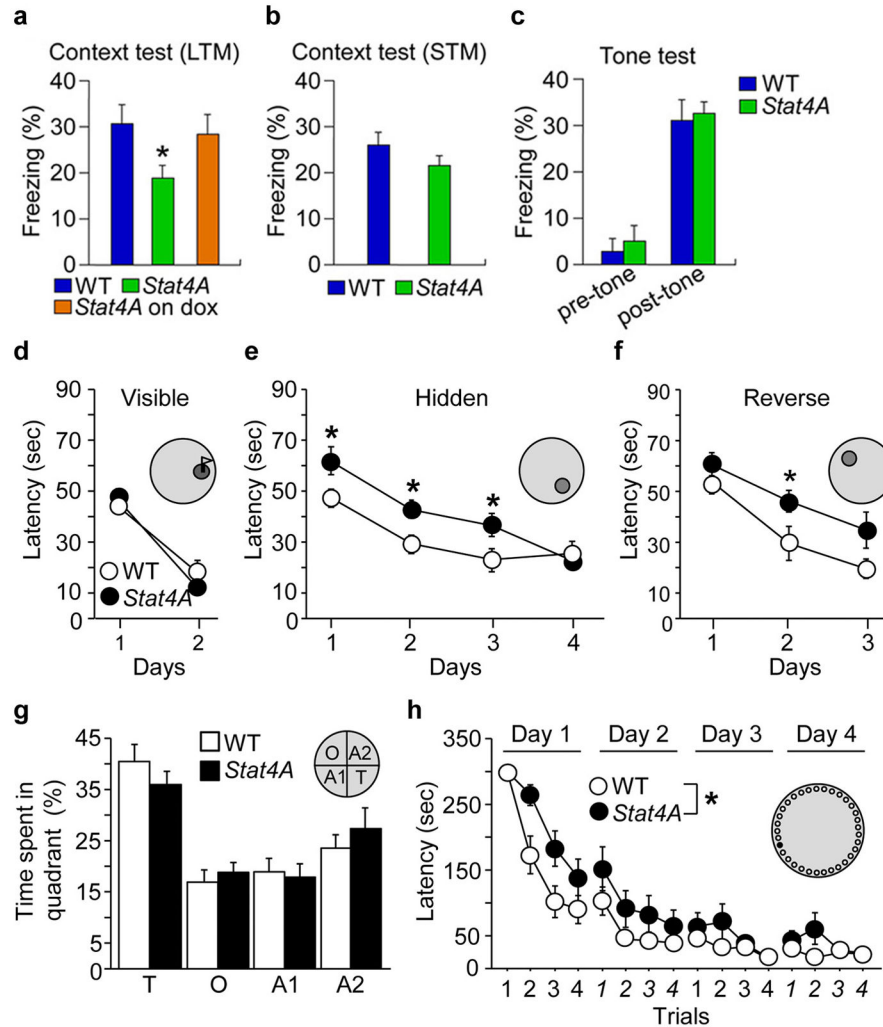 a
Context test (LTM)
Freezing (%)
40
30
20
10
0
*
WT Stat4A
Stat4A on dox
b
Context test (STM)
Freezing (%)
40
30
20
10
0
WT Stat4A
c
Tone test
Freezing (%)
40
30
20
10
0
pre-tone
post-tone
WT
Stat4A
d
Visible
Latency (sec)
90
70
50
30
10
0
WT
Stat4A
1 2
Days
e
Hidden
Latency (sec)
90
70
50
30
10
0
* * *
1 2 3 4
Days
f
Reverse
Latency (sec)
90
70
50
30
10
0
*
1 2 3
Days
g
Time spent in
quadrant (%)
45
35
25
15
5
0
WT
Stat4A
O A2
A1 T
T O A1 A2
h
Day 1 Day 2 Day 3 Day 4
Latency (sec)
350
250
150
50
0
WT
Stat4A
*
1 2 3 4 1 2 3 4 1 2 3 4 1 2 3 4
Trials